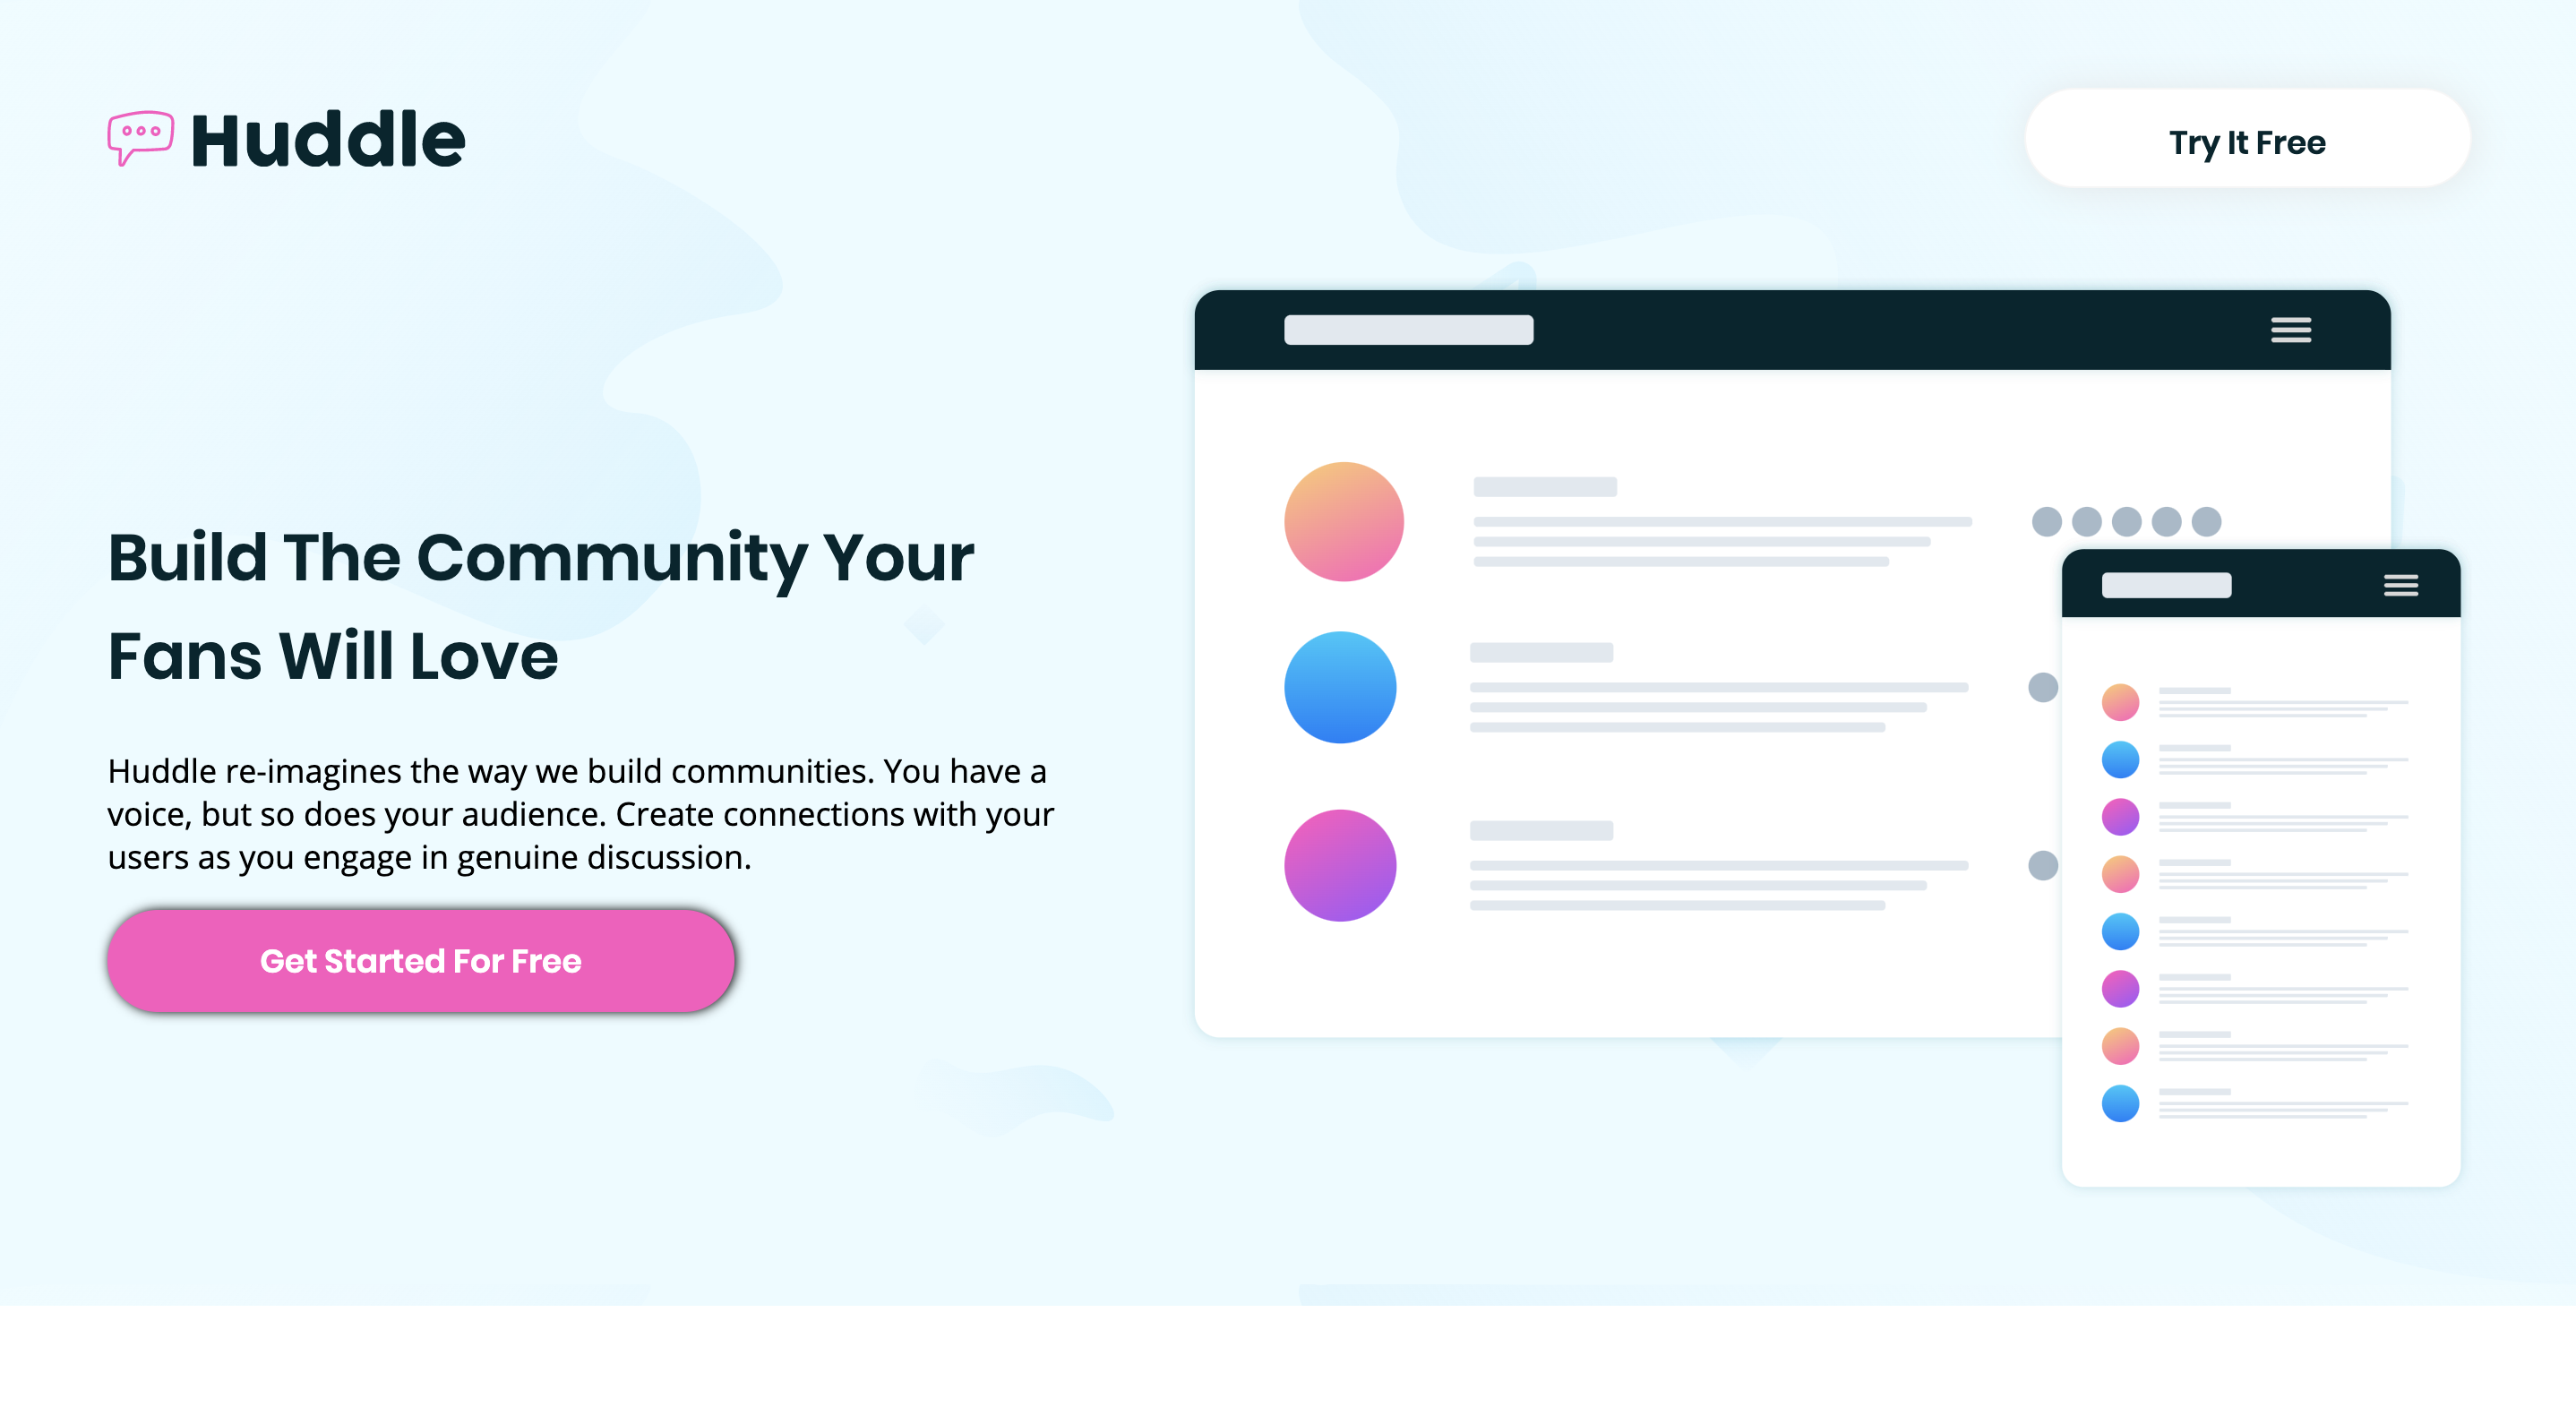 Huddle
Try It Free
Build The Community Your
Fans Will Love
Huddle re-imagines the way we build communities. You have a
voice, but so does your audience. Create connections with your
users as you engage in genuine discussion.
Get Started For Free